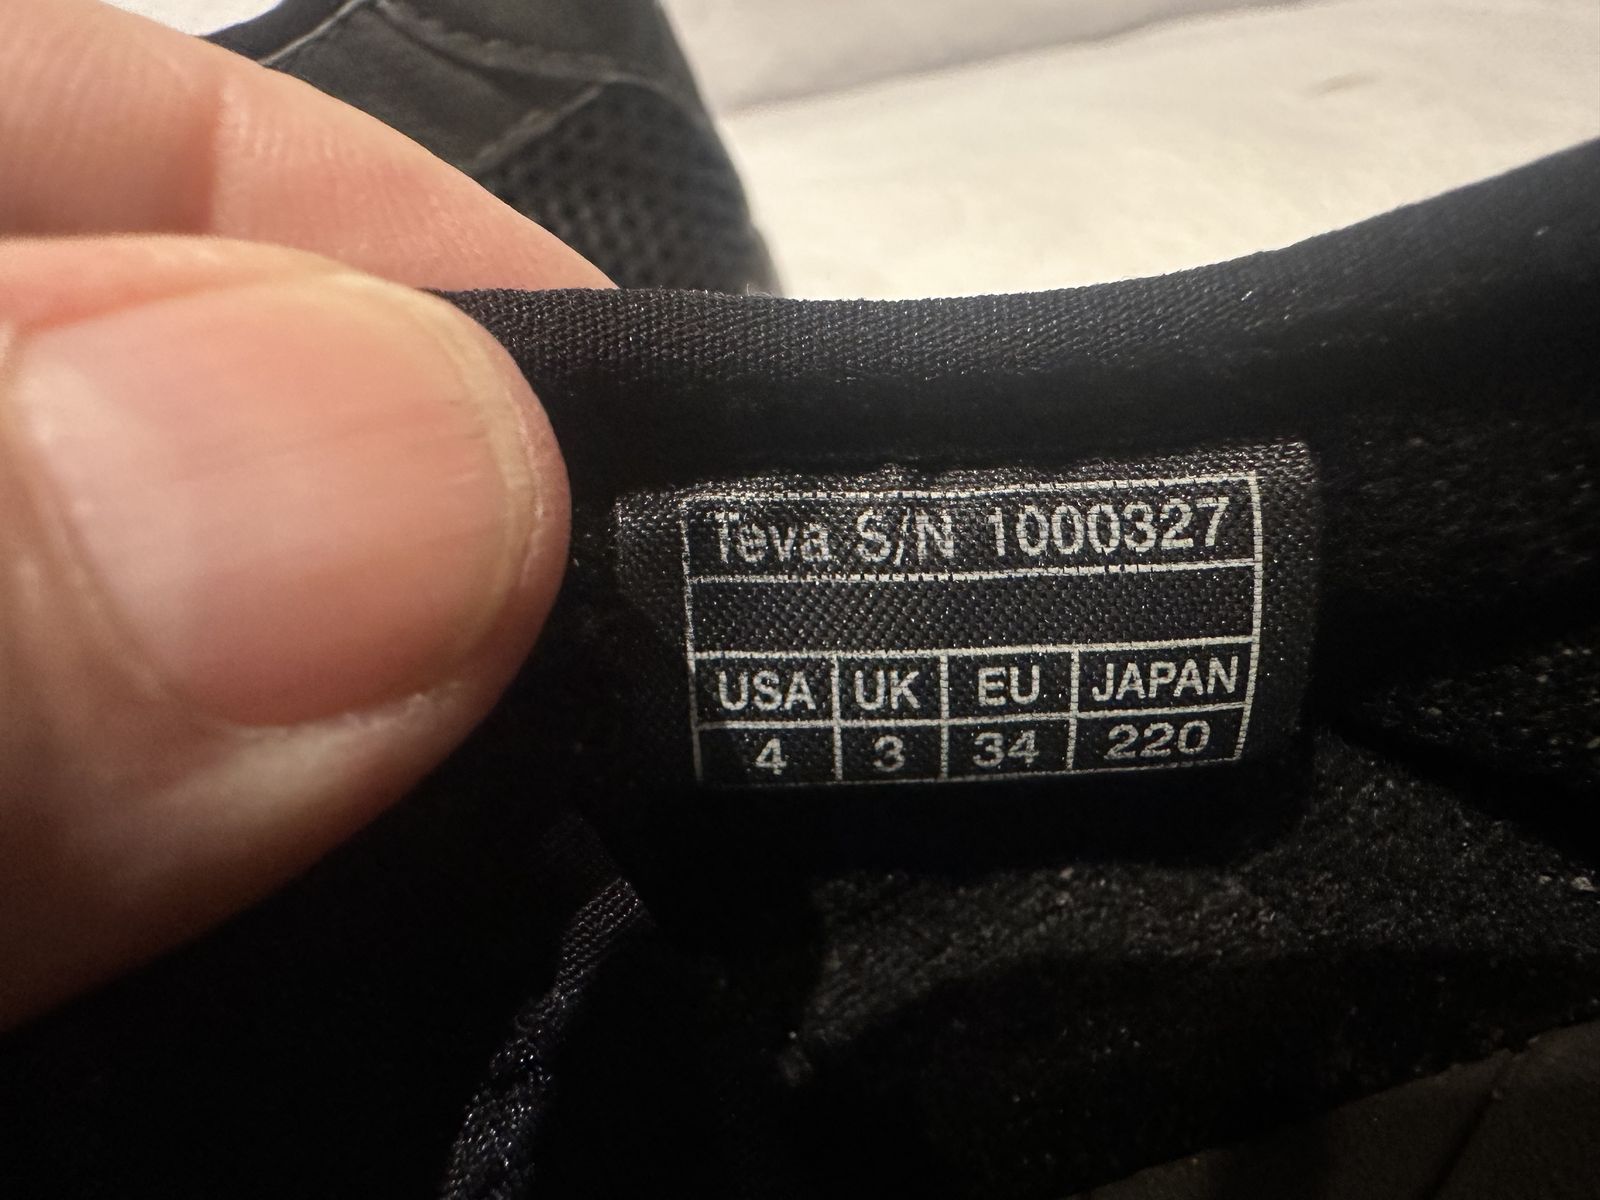 Teva S/N 1000327
USA UK EU JAPAN
4 3 34 220